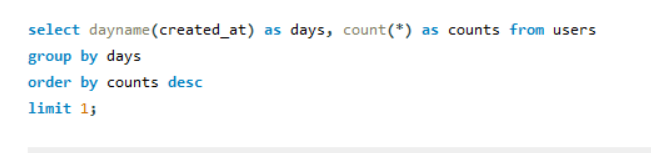 select dayname(created_at) as days, count(*) as counts from users
group by days
order by counts desc
limit 1;